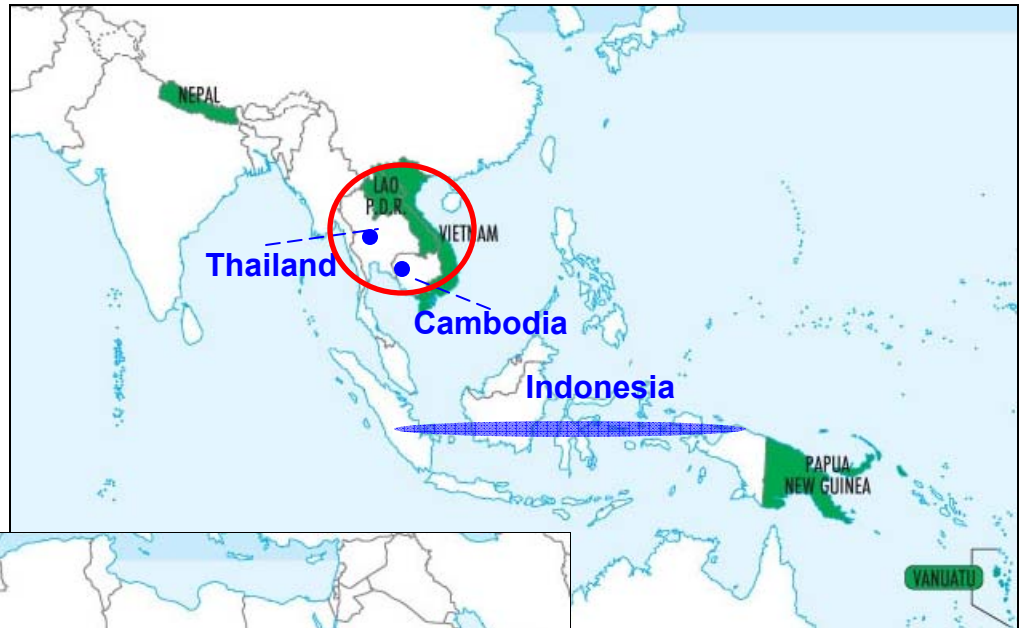 NEPAL
LAO
P.D.R.
VIETNAM
Thailand
Cambodia
Indonesia
PAPUA
NEW GUINEA
VANUATU